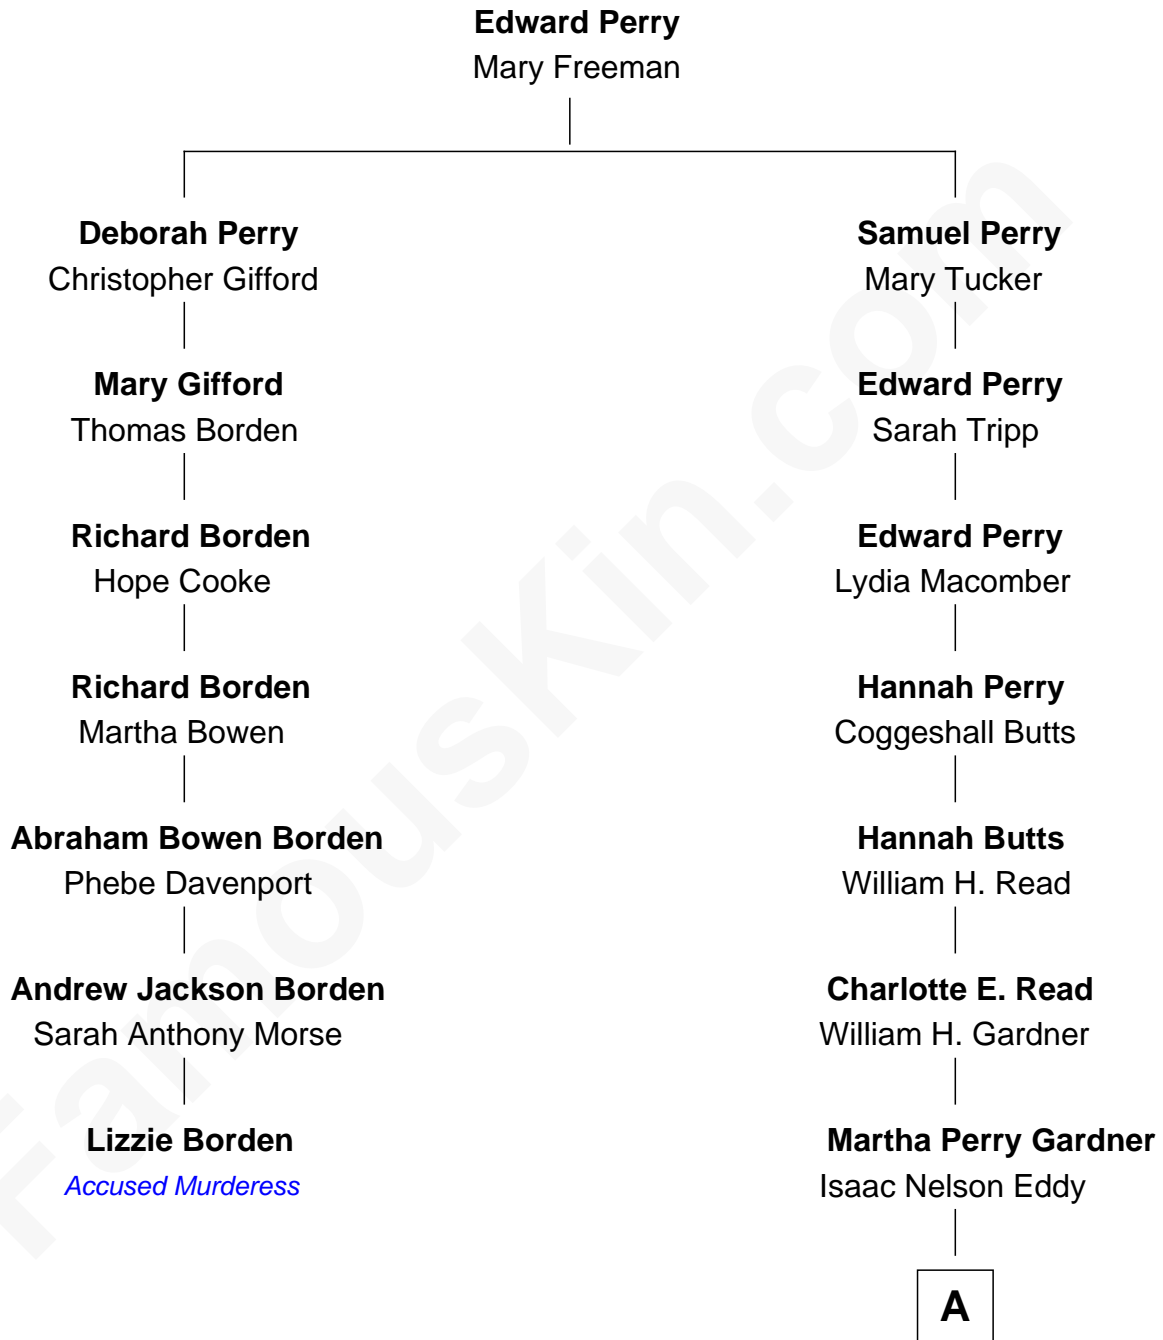 Edward Perry
Mary Freeman
Deborah Perry
Christopher Gifford
Samuel Perry
Mary Tucker
Mary Gifford
Thomas Borden
Edward Perry
Sarah Tripp
Richard Borden
Hope Cooke
Edward Perry
Lydia Macomber
Richard Borden
Martha Bowen
Hannah Perry
Coggeshall Butts
Abraham Bowen Borden
Phebe Davenport
Hannah Butts
William H. Read
Andrew Jackson Borden
Sarah Anthony Morse
Charlotte E. Read
William H. Gardner
Lizzie Borden
Accused Murderess
Martha Perry Gardner
Isaac Nelson Eddy
A
FamousKin.com